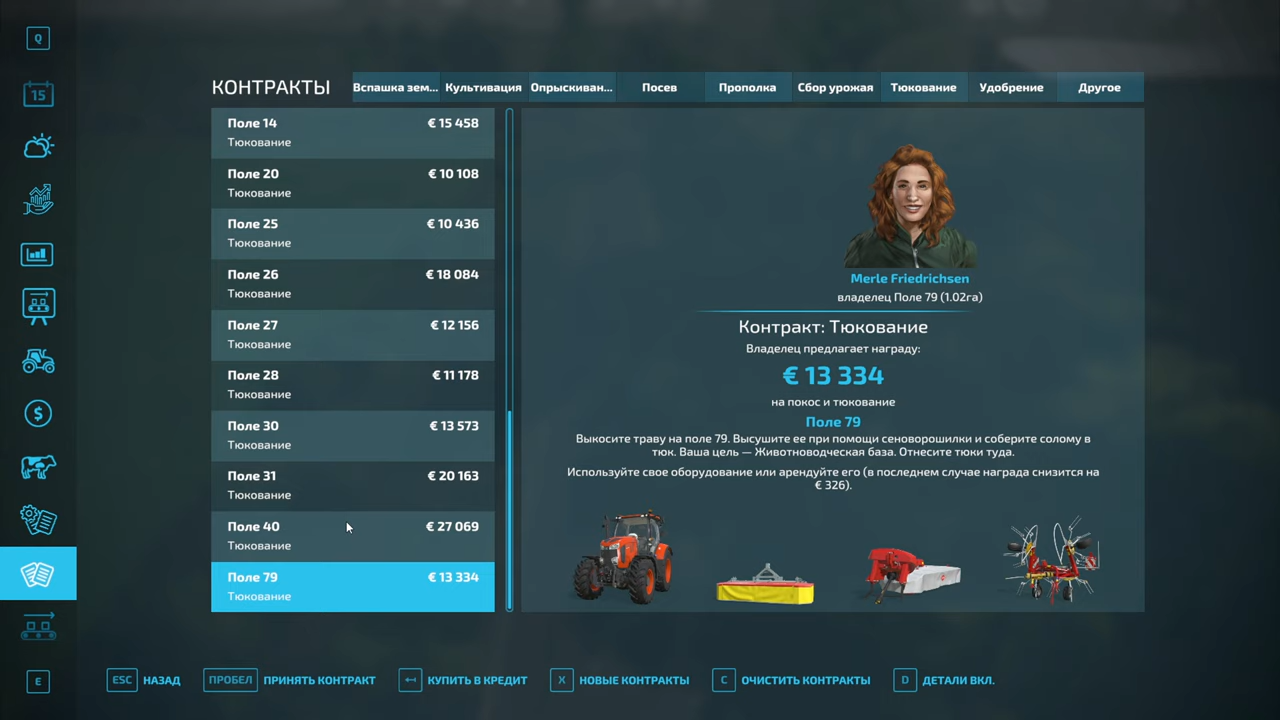 Q
15
E
КОНТРАКТЫ
Вспашка зем...
Культивация
Опрыскиван...
Посев
Прополка
Сбор урожая
Тюкование
Удобрение
Другое
Поле 14 € 15 458
Тюкование
Поле 20 € 10 108
Тюкование
Поле 25 € 10 436
Тюкование
Поле 26 € 18 084
Тюкование
Поле 27 € 12 156
Тюкование
Поле 28 € 11 178
Тюкование
Поле 30 € 13 573
Тюкование
Поле 31 € 20 163
Тюкование
Поле 40 € 27 069
Тюкование
Поле 79 € 13 334
Тюкование
Merle Friedrichsen
владелец Поле 79 (1.02га)
Контракт: Тюкование
Владелец предлагает награду:
€ 13 334
на покос и тюкование
Поле 79
Выкосите траву на поле 79. Высушите ее при помощи сеноворошилки и соберите солому в
тюк. Ваша цель — Животноводческая база. Отнесите тюки туда.
Используйте свое оборудование или арендуйте его (в последнем случае награда снизится на
€ 326).
ESC НАЗАД
ПРОБЕЛ ПРИНЯТЬ КОНТРАКТ
КУПИТЬ В КРЕДИТ
X НОВЫЕ КОНТРАКТЫ
C ОЧИСТИТЬ КОНТРАКТЫ
D ДЕТАЛИ ВКЛ.